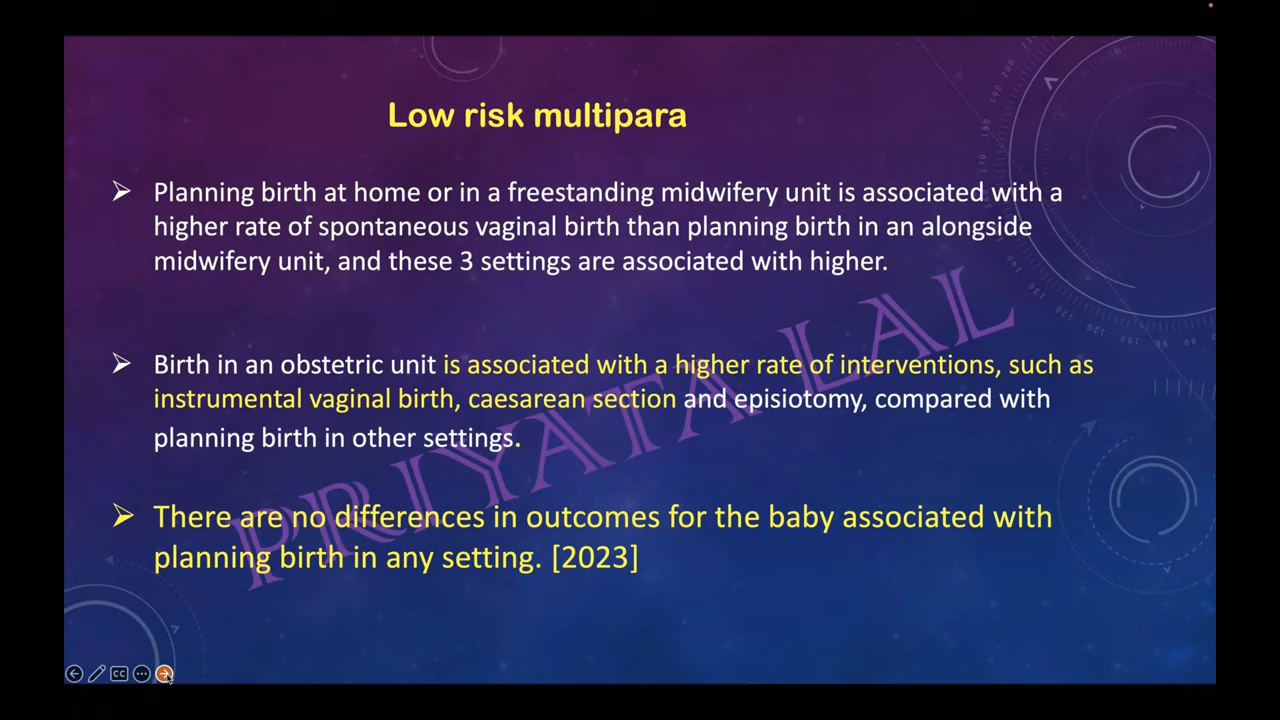 Low risk multipara
➢ Planning birth at home or in a freestanding midwifery unit is associated with a
higher rate of spontaneous vaginal birth than planning birth in an alongside
midwifery unit, and these 3 settings are associated with higher.
➢ Birth in an obstetric unit is associated with a higher rate of interventions, such as
instrumental vaginal birth, caesarean section and episiotomy, compared with
planning birth in other settings.
➢ There are no differences in outcomes for the baby associated with
planning birth in any setting. [2023]
PRIYATA LAL
CC